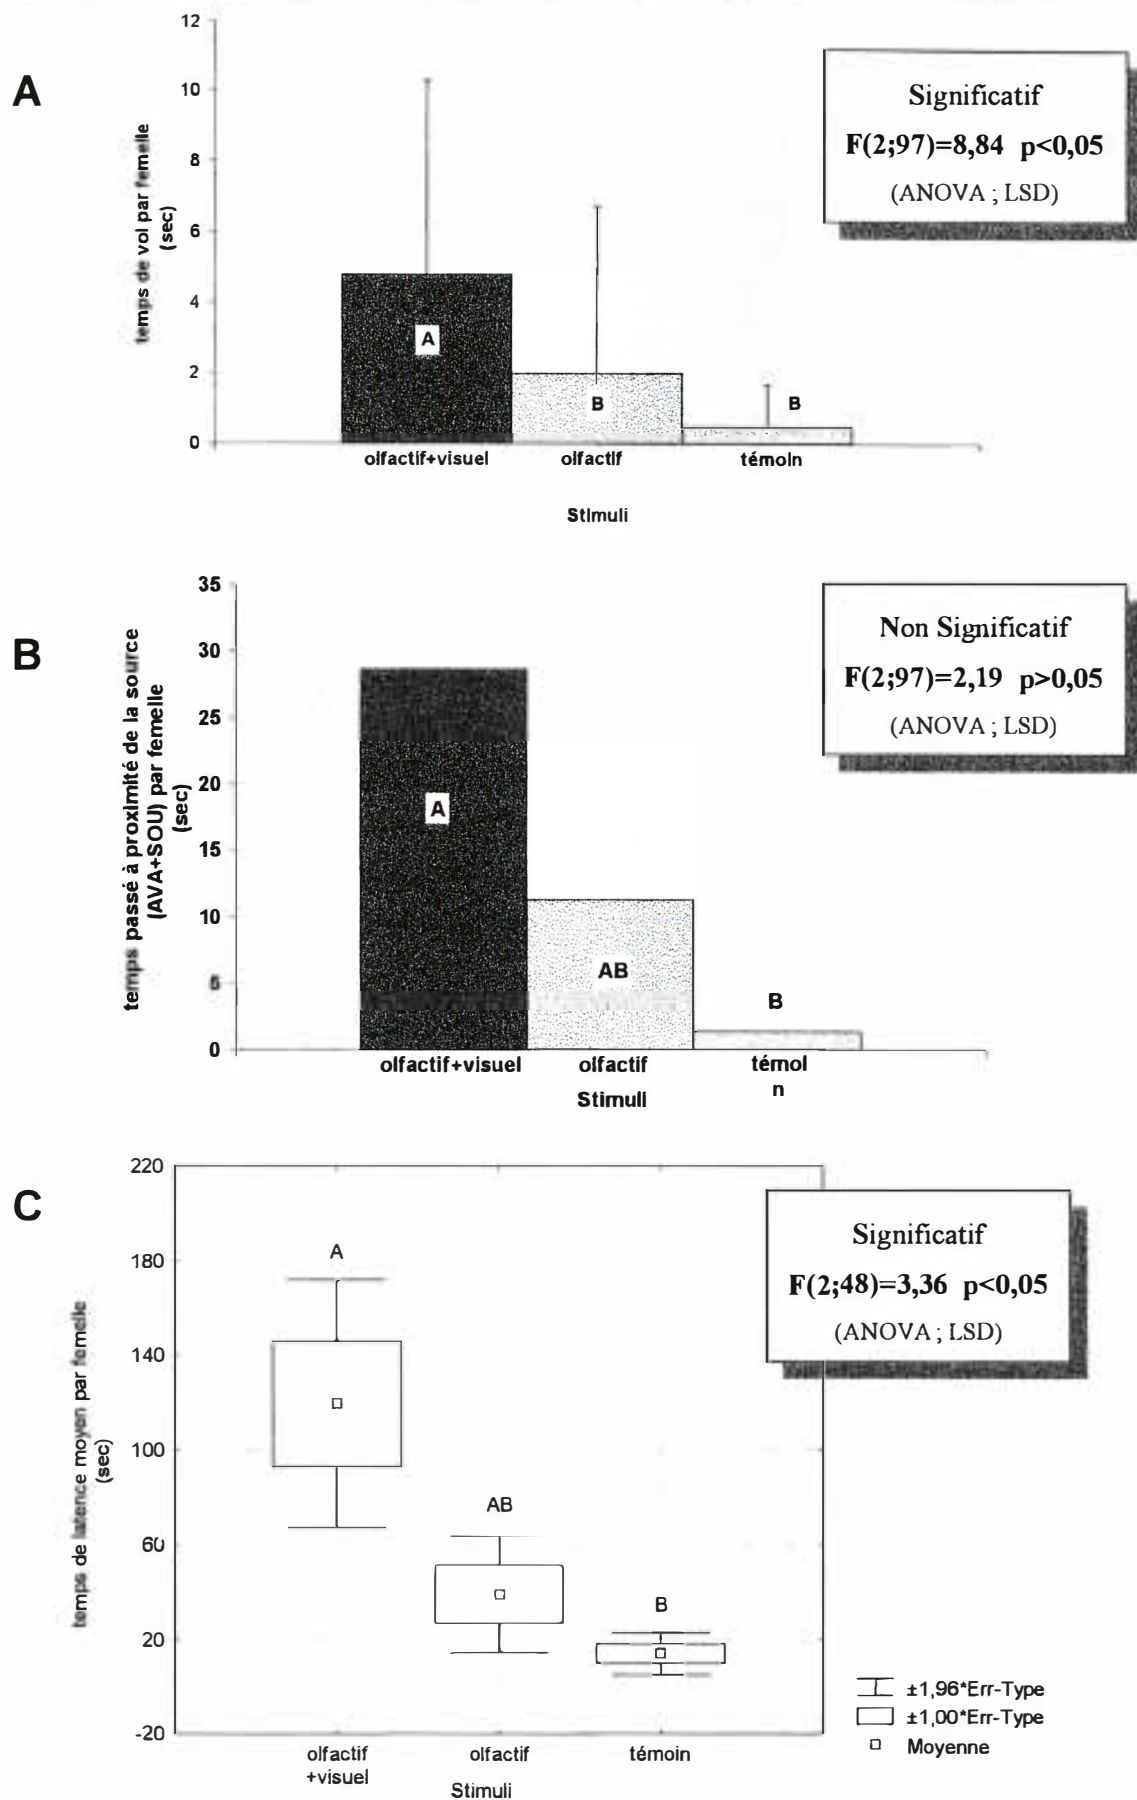 A
12
10
8
6
4
2
0
temps de vol par femelle
(sec)
A
B
B
olfactif+visuel
olfactif
témoin
Stimuli
Significatif
F(2;97)=8,84 p<0,05
(ANOVA ; LSD)
B
35
30
25
20
15
10
5
0
temps passé à proximité de la source
(AVA+SOU) par femelle
(sec)
A
AB
B
olfactif+visuel
olfactif
témoi
n
Stimuli
Non Significatif
F(2;97)=2,19 p>0,05
(ANOVA ; LSD)
C
220
180
140
100
60
20
-20
temps de latence moyen par femelle
(sec)
A
AB
B
olfactif
+visuel
olfactif
témoin
Stimuli
Significatif
F(2;48)=3,36 p<0,05
(ANOVA ; LSD)
±1,96*Err-Type
±1,00*Err-Type
Moyenne